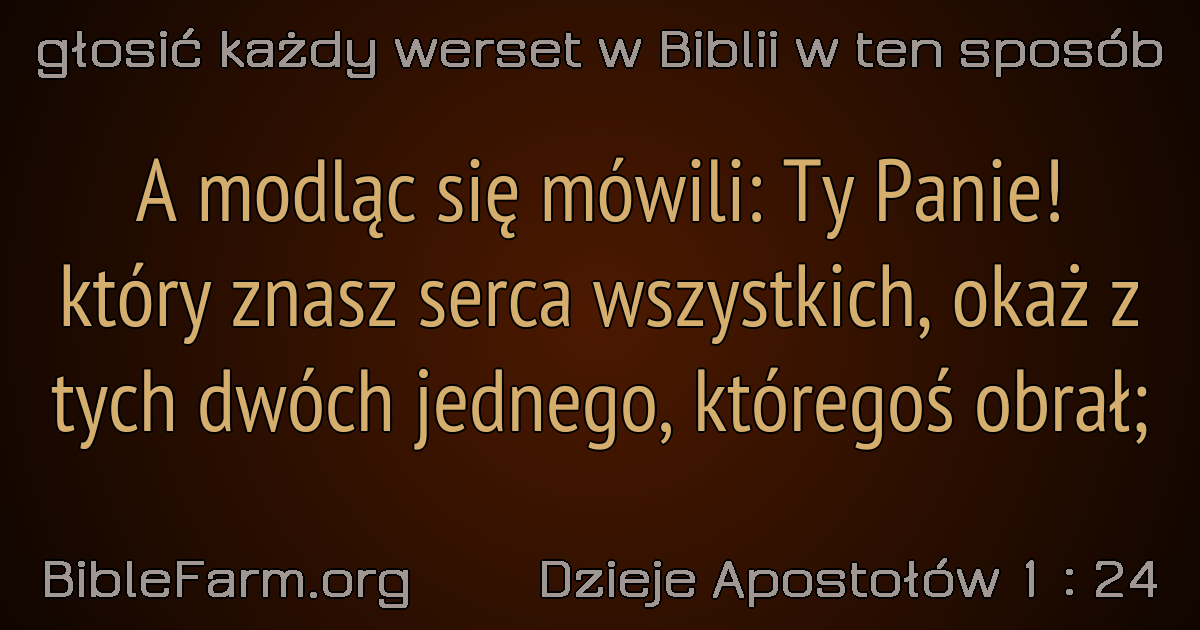 głosić każdy werset w Biblii w ten sposób
A modląc się mówili: Ty Panie!
który znasz serca wszystkich, okaż z
tych dwóch jednego, któregoś obrał;
BibleFarm.org
Dzieje Apostołów 1 : 24